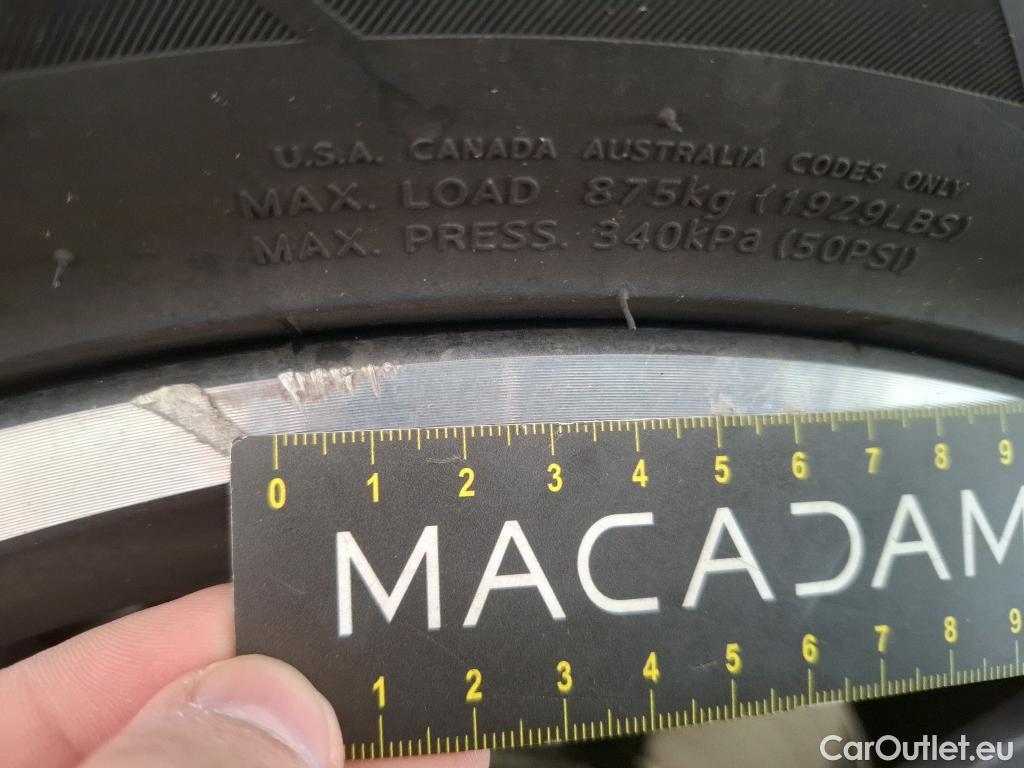 U.S.A. CANADA AUSTRALIA CODES ONLY
MAX. LOAD 875kg (1929LBS)
MAX. PRESS. 340kPa (50PSI)
0 1 2 3 4 5 6 7 8 9
MACADAM
1 2 3 4 5 6 7 8 9
CarOutlet.eu